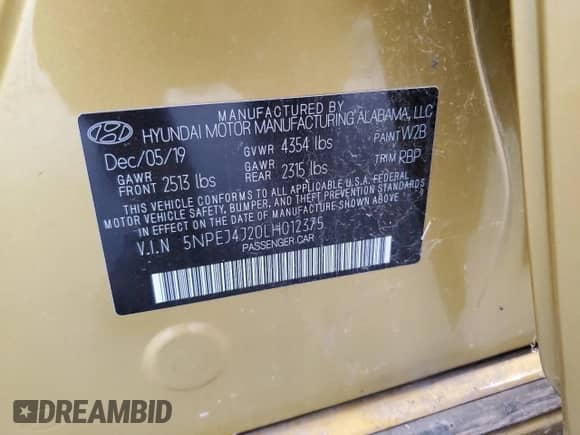 MANUFACTURED BY
HYUNDAI MOTOR MANUFACTURING ALABAMA, LLC
Dec/05/19 GVWR 4354 lbs PAINT W2B
GAWR FRONT 2513 lbs GAWR REAR 2315 lbs TRIM RBP
THIS VEHICLE CONFORMS TO ALL APPLICABLE U.S. FEDERAL
MOTOR VEHICLE SAFETY, BUMPER, AND THEFT PREVENTION STANDARDS
IN EFFECT ON THE DATE OF MANUFACTURE SHOWN ABOVE
V.I.N 5NPEJ4J20LH012375
PASSENGER CAR
DREAMBID